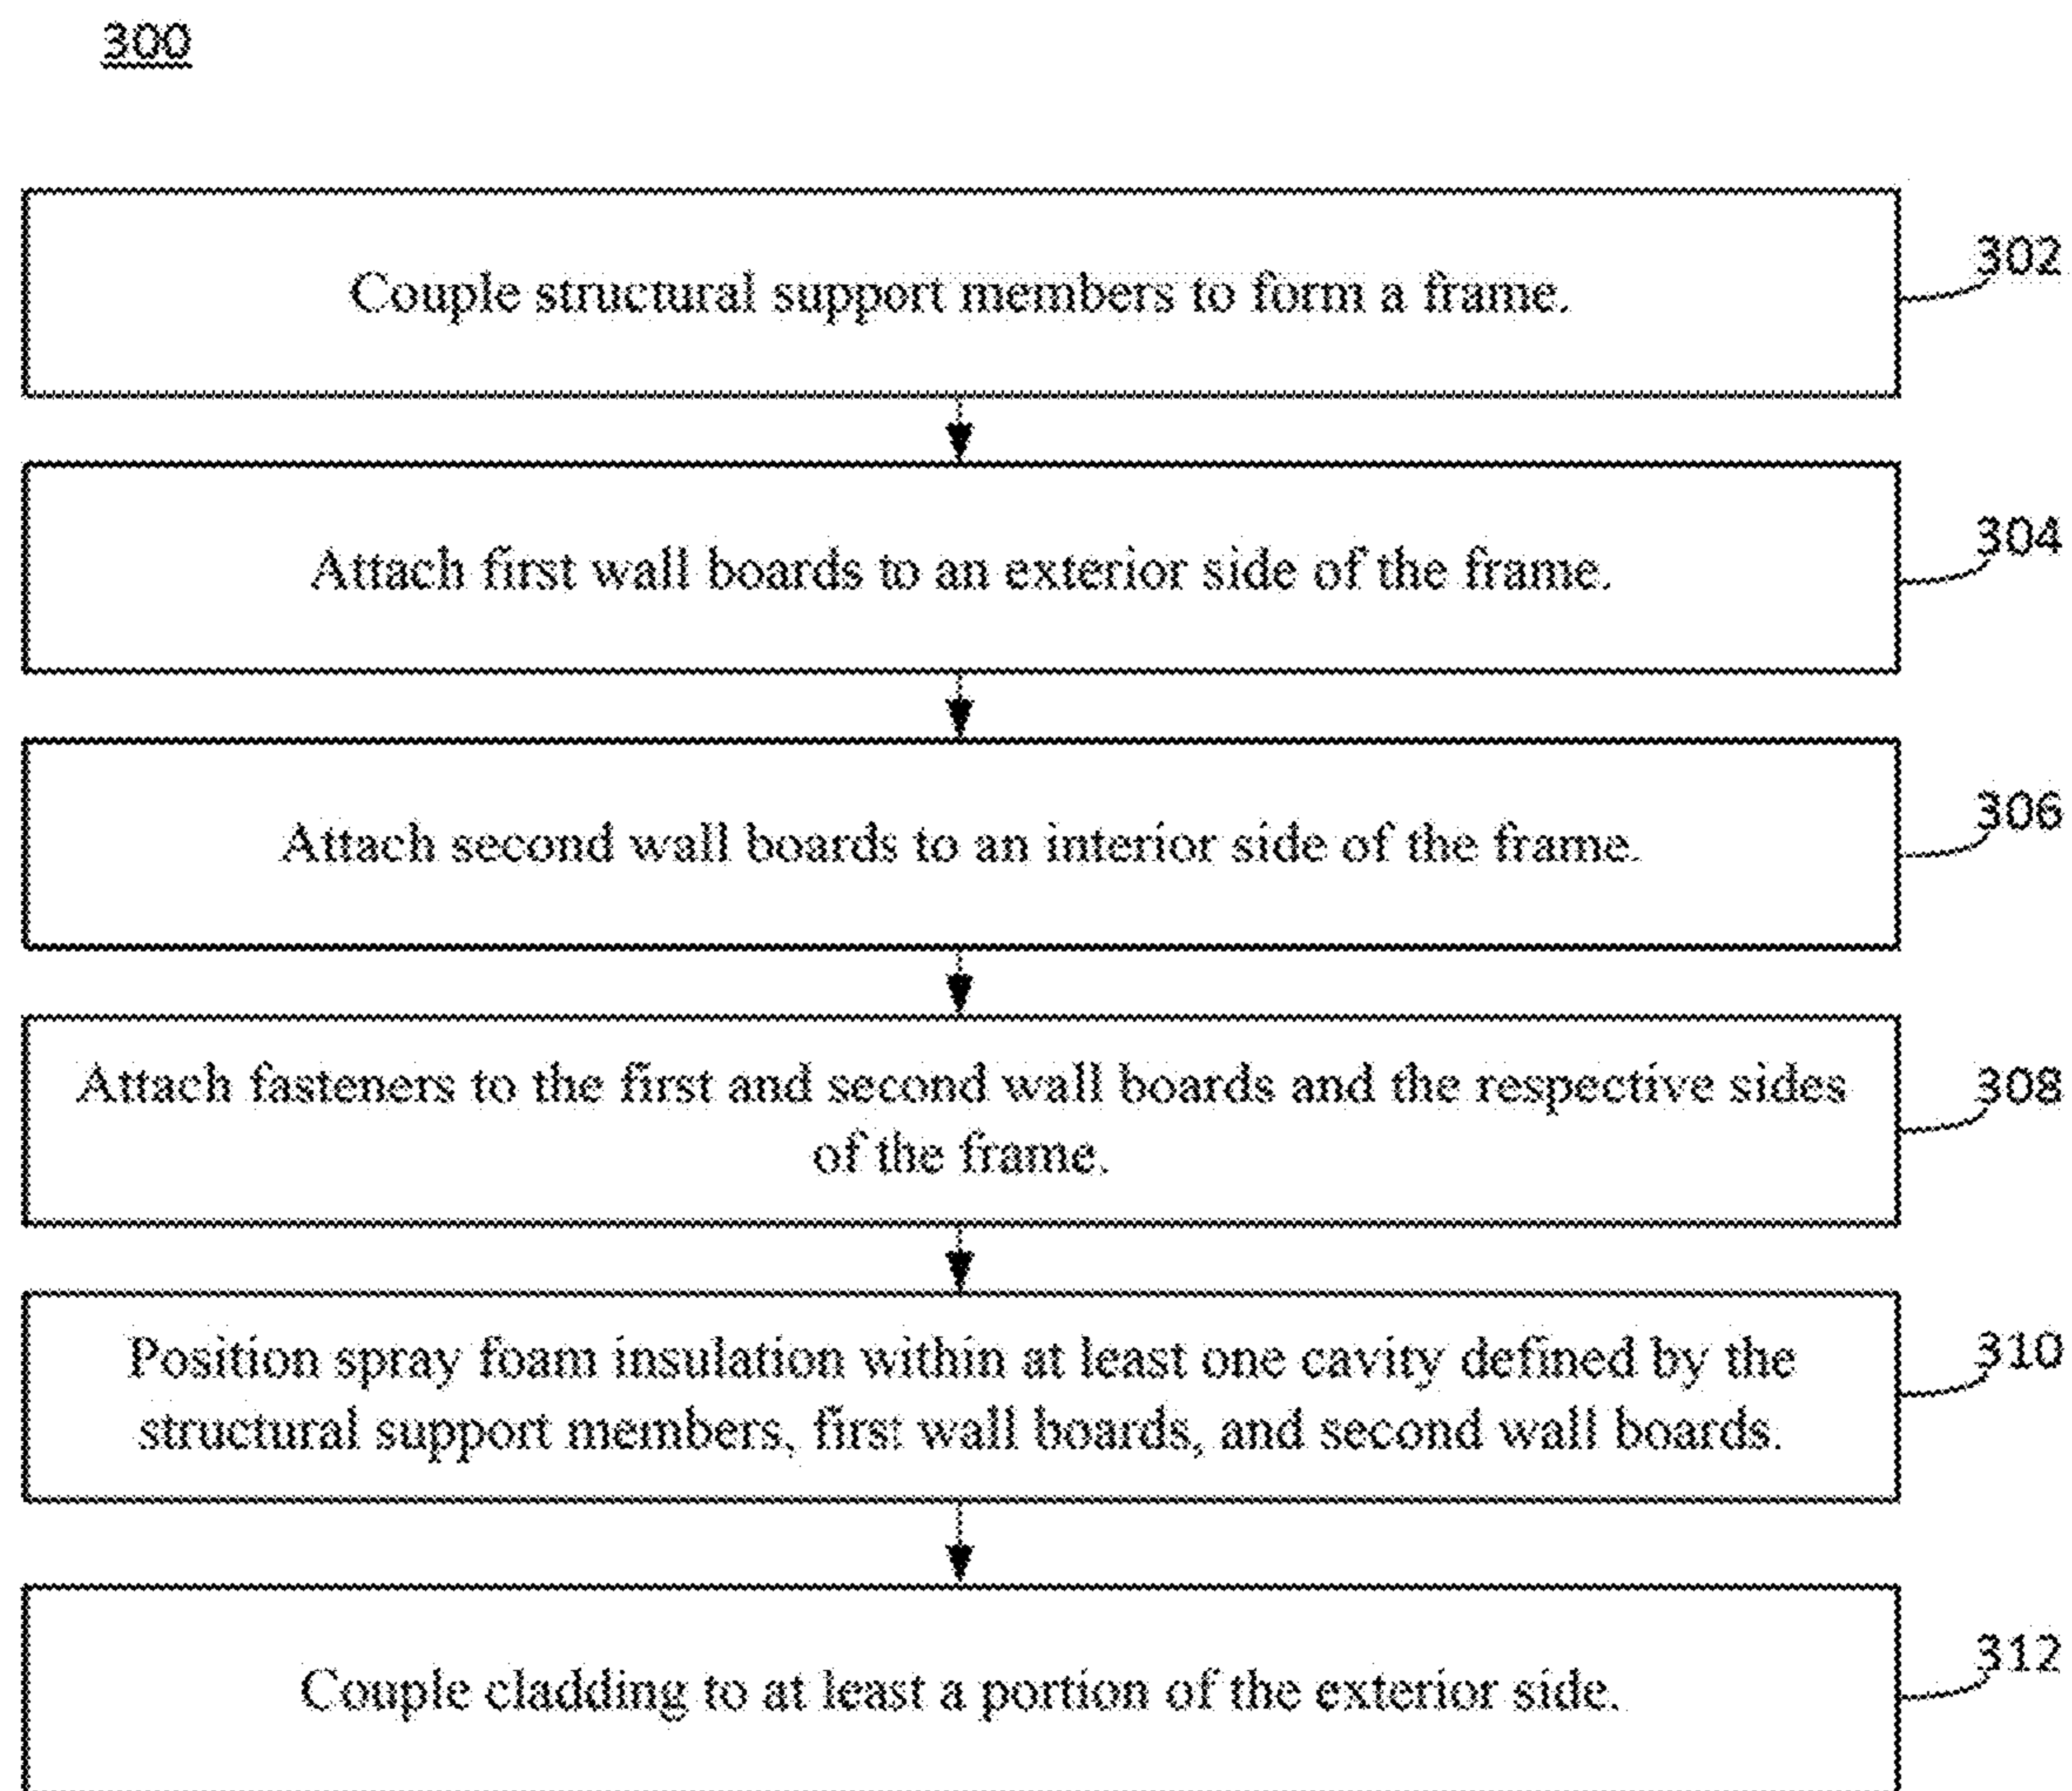 300
Couple structural support members to form a frame.
302
Attach first wall boards to an exterior side of the frame.
304
Attach second wall boards to an interior side of the frame.
306
Attach fasteners to the first and second wall boards and the respective sides
of the frame.
308
Position spray foam insulation within at least one cavity defined by the
structural support members, first wall boards, and second wall boards.
310
Couple cladding to at least a portion of the exterior side.
312